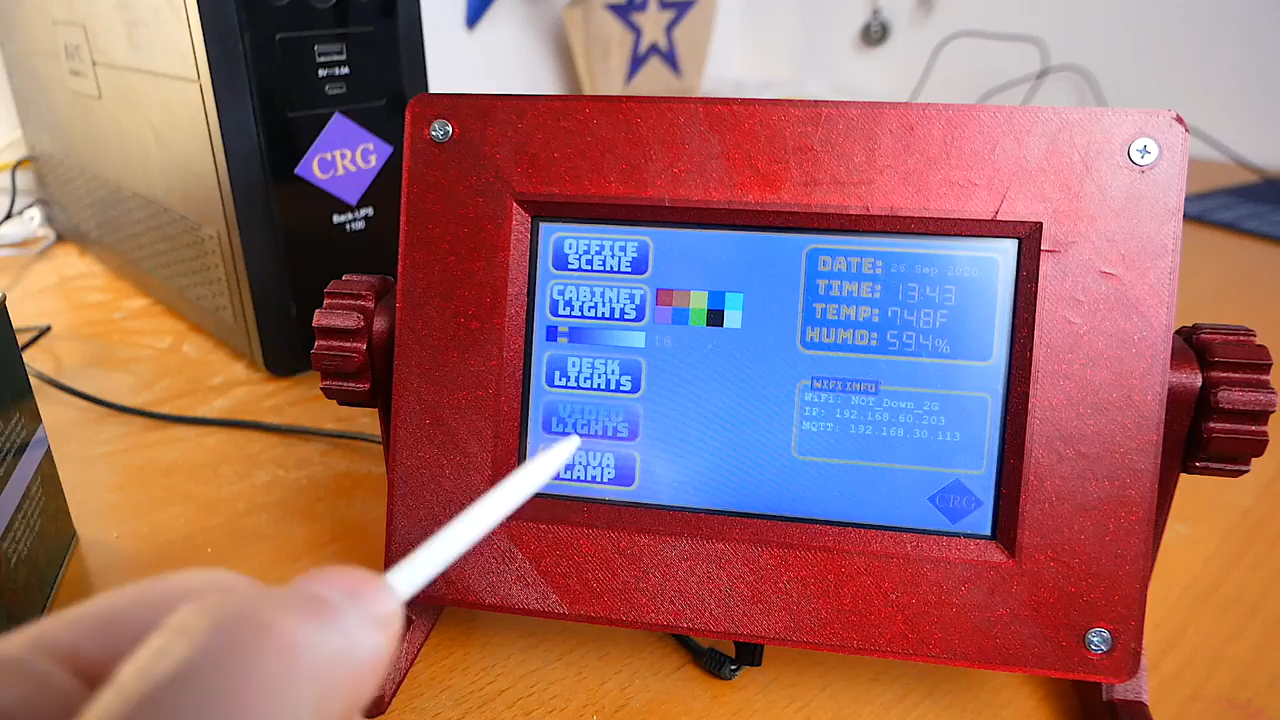 5V⎓3.0A
CRG
Back-UPS
1100
OFFICE
SCENE
CABINET
LIGHTS
16
DESK
LIGHTS
VIDEO
LIGHTS
LAVA
LAMP
DATE: 26 Sep 2020
TIME: 13:43
TEMP: 74.8F
HUMD: 59.4%
WIFI INFO
WiFi: NOT_Down_2G
IP: 192.168.60.203
MQTT: 192.168.30.113
CRG